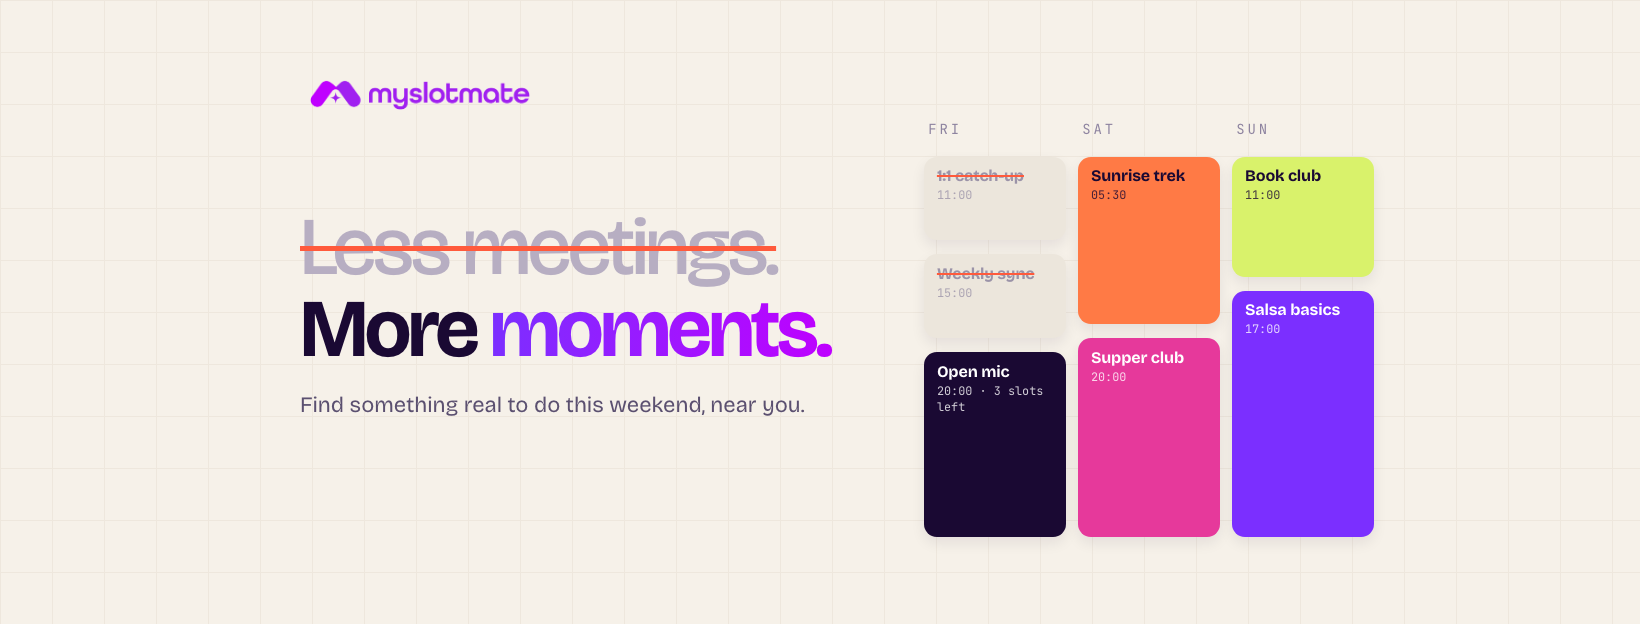 myslotmate
Less meetings.
More moments.
Find something real to do this weekend, near you.
FRI
1:1 catch-up
11:00
Weekly sync
15:00
Open mic
20:00 · 3 slots
left
SAT
Sunrise trek
05:30
Supper club
20:00
SUN
Book club
11:00
Salsa basics
17:00